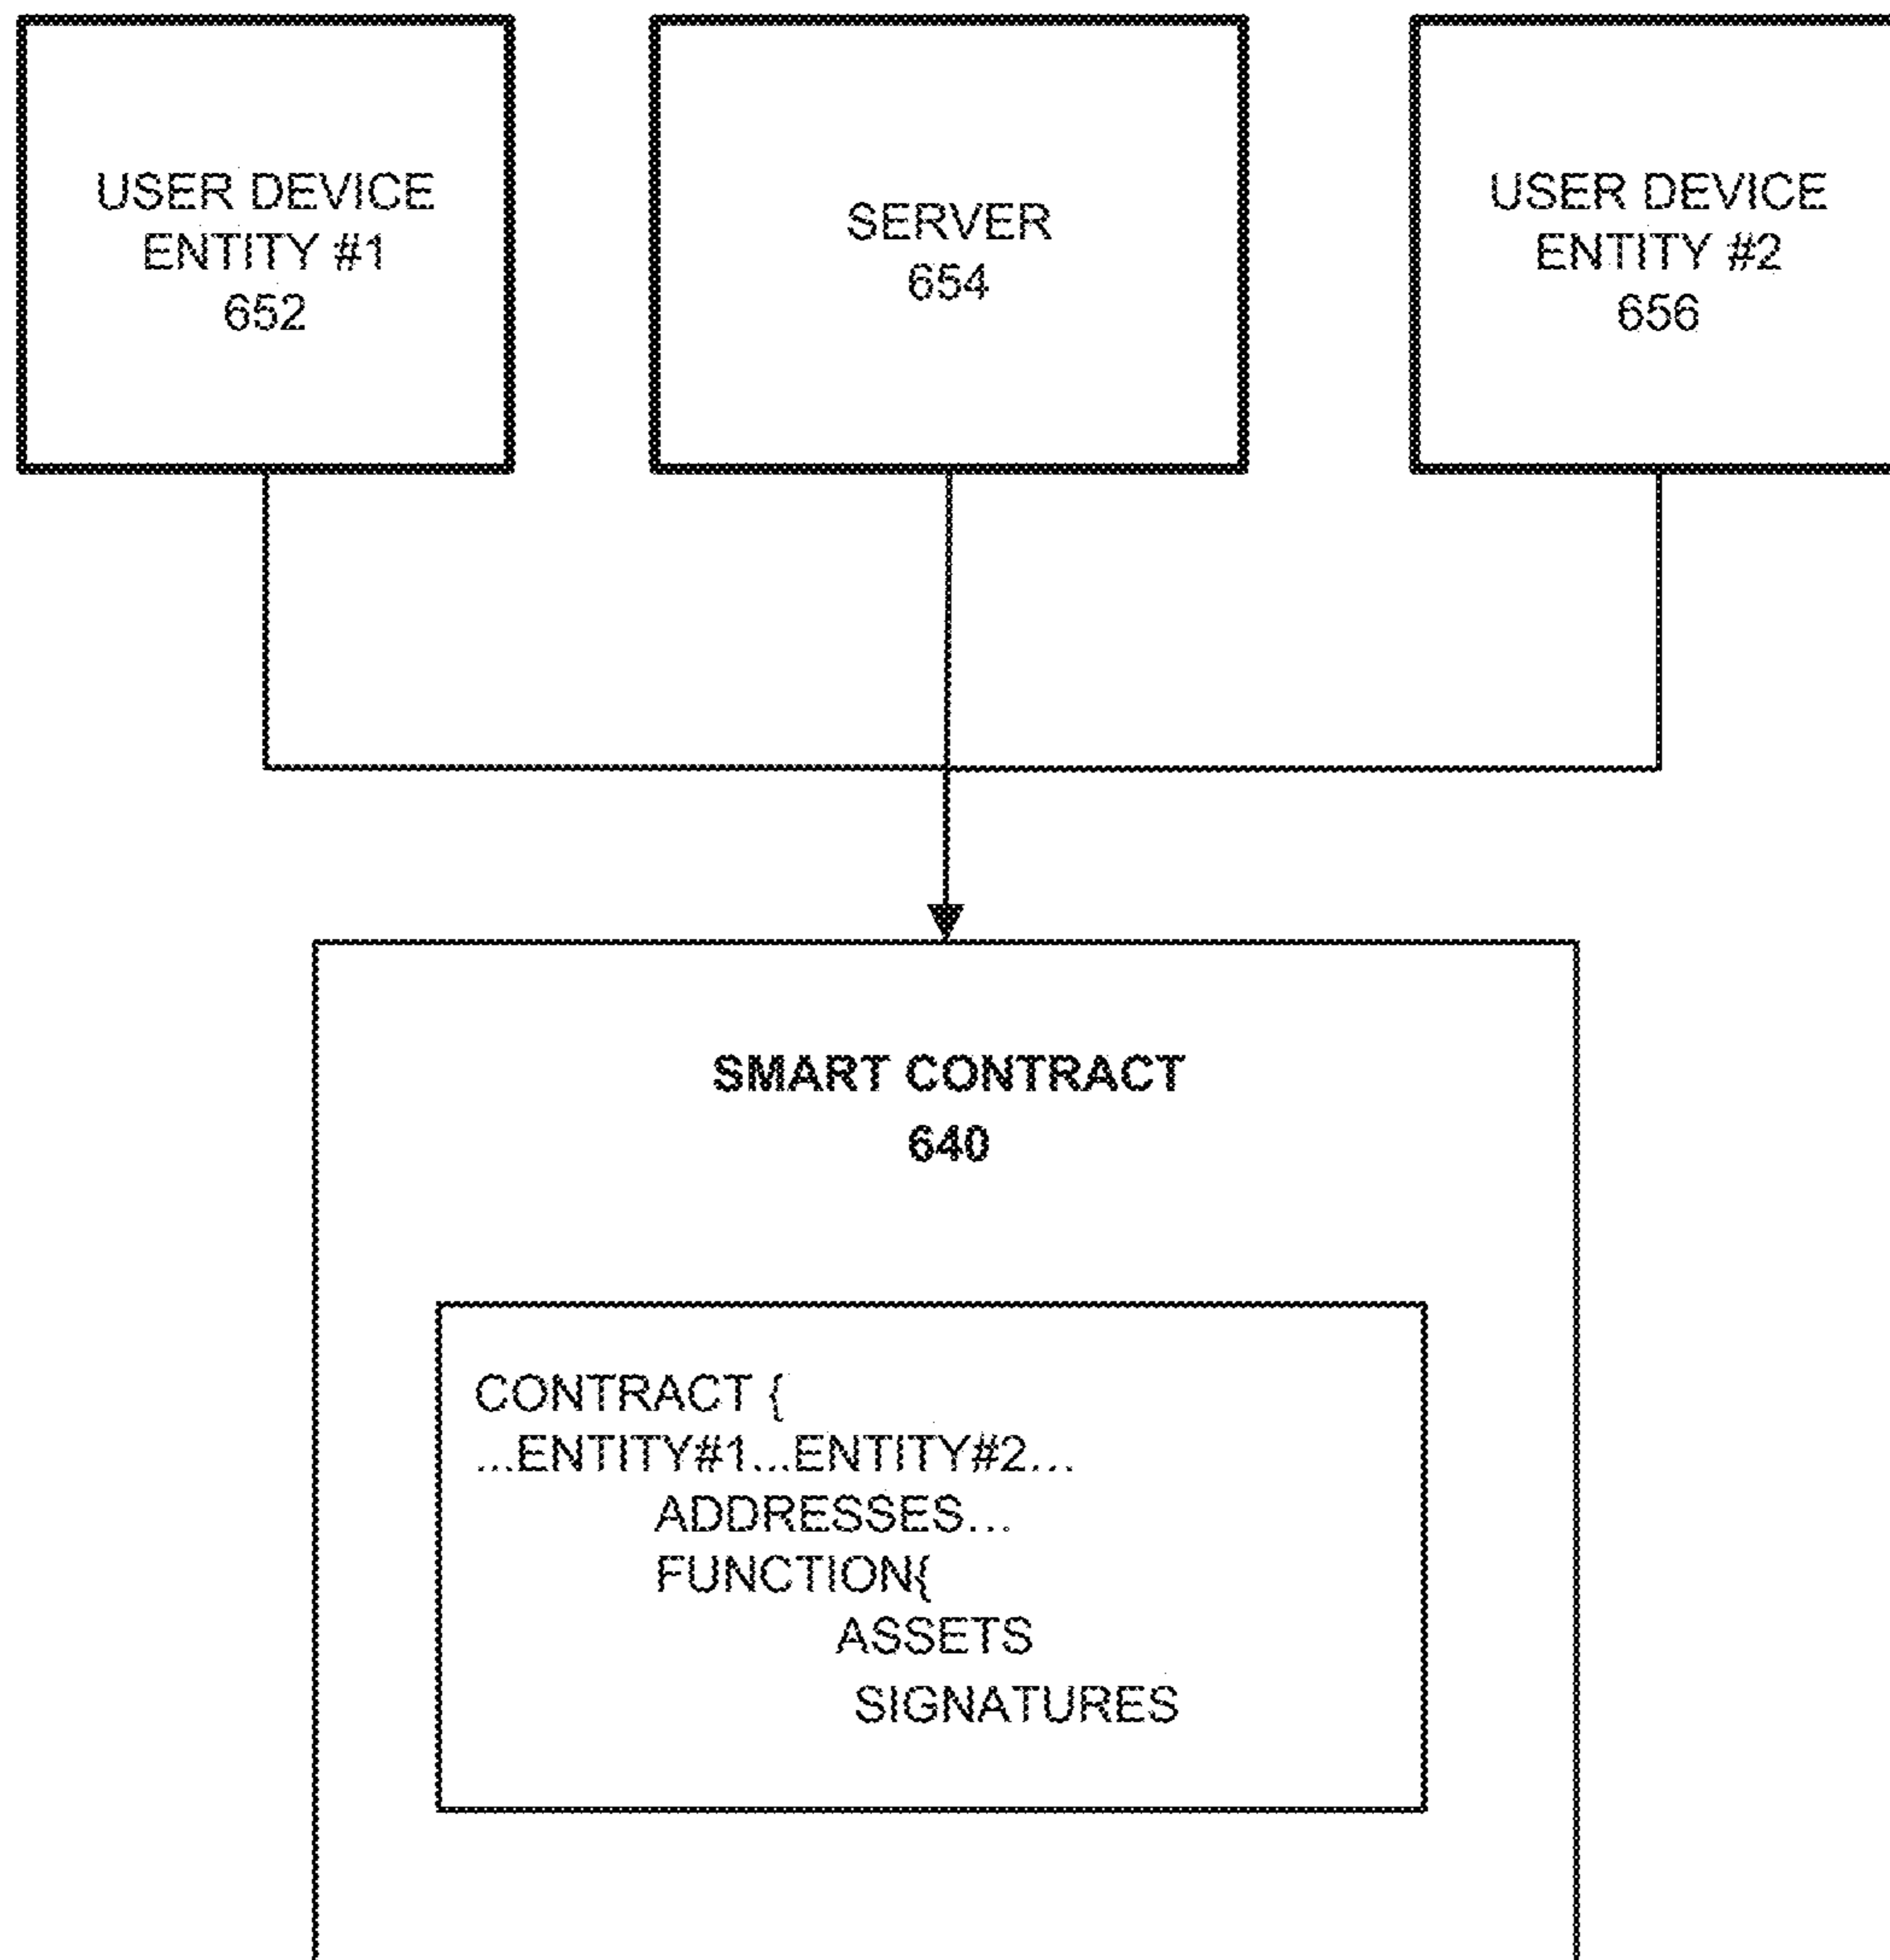 USER DEVICE
ENTITY #1
652
SERVER
654
USER DEVICE
ENTITY #2
656
SMART CONTRACT
640
CONTRACT {
...ENTITY#1...ENTITY#2...
ADDRESSES...
FUNCTION{
ASSETS
SIGNATURES